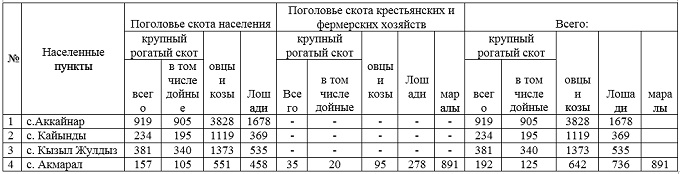 № Населенные пункты Поголовье скота населения Поголовье скота крестьянских и фермерских хозяйств Всего:
крупный рогатый скот овцы и козы Лошади крупный рогатый скот овцы и козы Лошади маралы крупный рогатый скот овцы и козы Лошади маралы
всего в том числе дойные Всего в том числе дойные всего в том числе дойные
1 с.Аккайнар 919 905 3828 1678 - - - - - 919 905 3828 1678
2 с. Кайынды 234 195 1119 369 - - - - - 234 195 1119 369
3 с. Кызыл Жулдыз 381 340 1373 535 - - - - - 381 340 1373 535
4 с. Акмарал 157 105 551 458 35 20 95 278 891 192 125 642 736 891